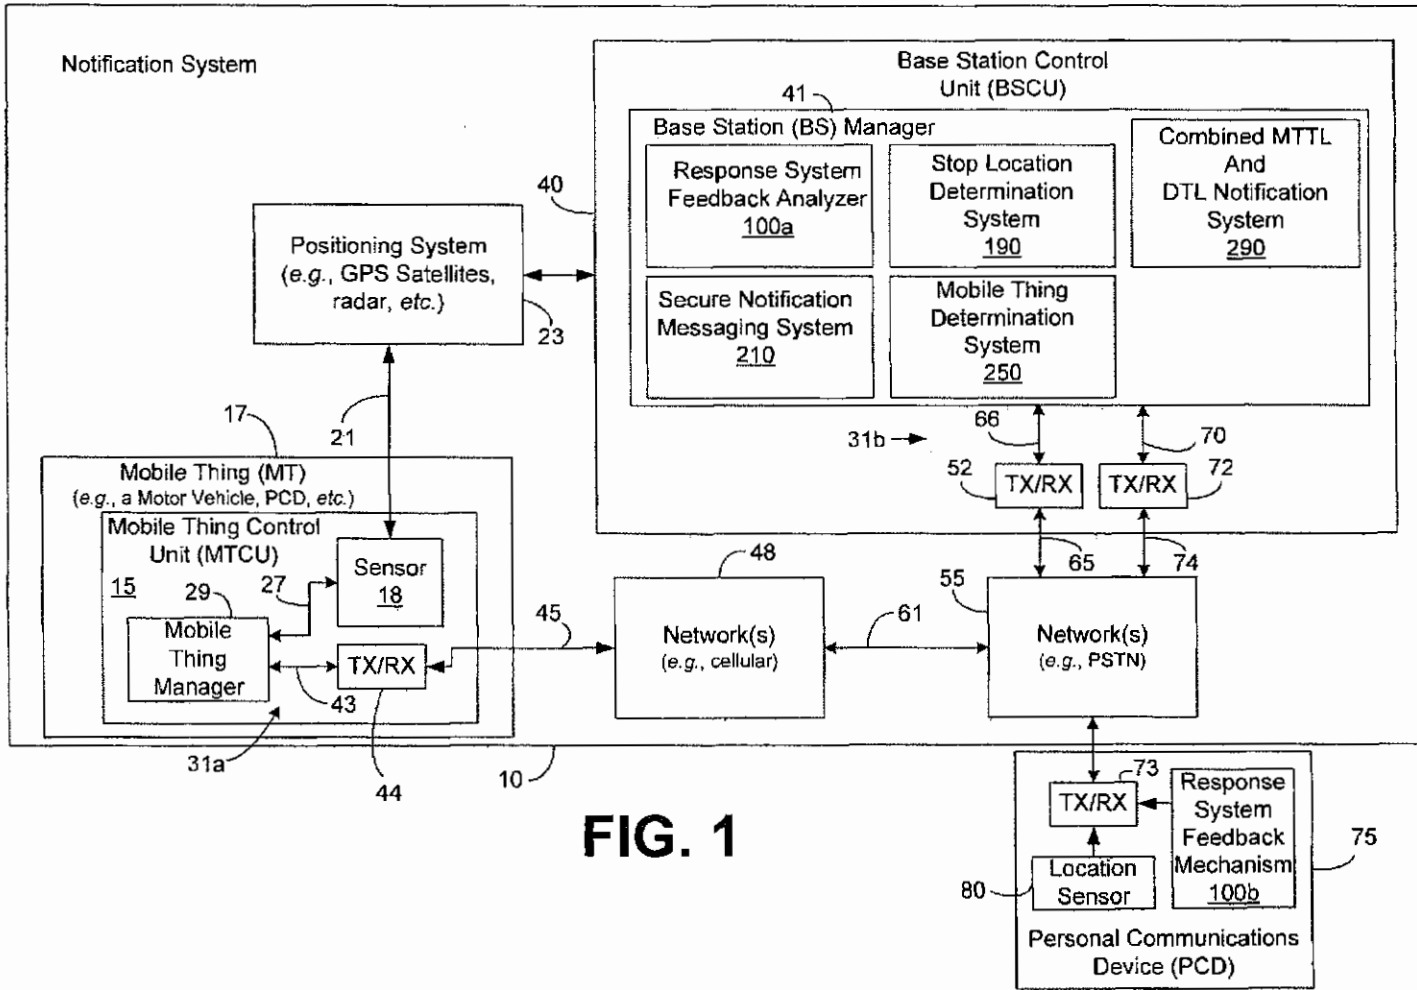 Notification System
Base Station Control
Unit (BSCU)
41
Base Station (BS) Manager
Response System
Feedback Analyzer
100a
Stop Location
Determination
System
190
Combined MTTL
And
DTL Notification
System
290
Secure Notification
Messaging System
210
Mobile Thing
Determination
System
250
40
Positioning System
(e.g., GPS Satellites,
radar, etc.)
23
21
17
66
31b
70
52
TX/RX
TX/RX
72
65
74
Mobile Thing (MT)
(e.g., a Motor Vehicle, PCD, etc.)
Mobile Thing Control
Unit (MTCU)
15
29
27
Sensor
18
Mobile
Thing
Manager
43
TX/RX
44
31a
45
48
Network(s)
(e.g., cellular)
61
55
Network(s)
(e.g., PSTN)
10
73
TX/RX
Response
System
Feedback
Mechanism
100b
75
80
Location
Sensor
Personal Communications
Device (PCD)
FIG. 1